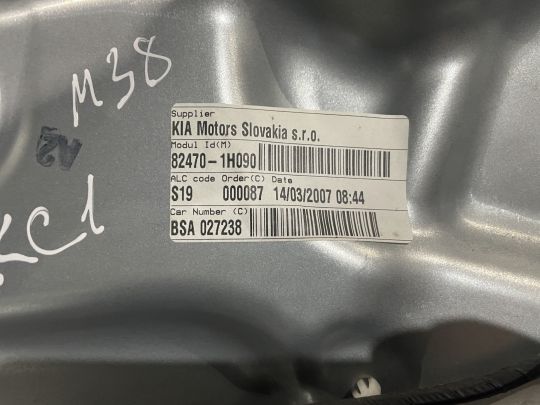 M38
KC1
Supplier
KIA Motors Slovakia s.r.o.
Modul Id(M)
82470-1H090
ALC code Order(C) Date
S19 000087 14/03/2007 08:44
Car Number (C)
BSA 027238